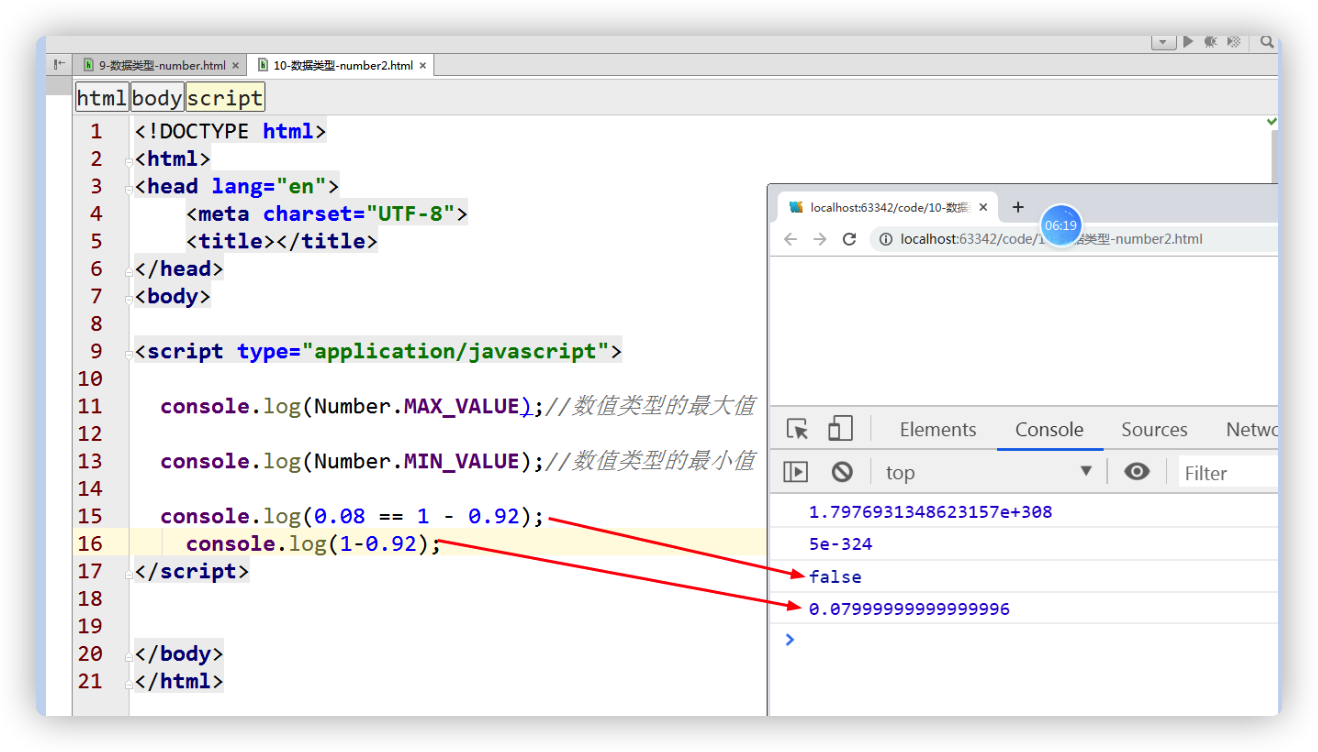 9-数据类型-number.html × 10-数据类型-number2.html ×
html body script
1 <!DOCTYPE html>
2 <html>
3 <head lang="en">
4 <meta charset="UTF-8">
5 <title></title>
6 </head>
7 <body>
8
9 <script type="application/javascript">
10
11 console.log(Number.MAX_VALUE);//数值类型的最大值
12
13 console.log(Number.MIN_VALUE);//数值类型的最小值
14
15 console.log(0.08 == 1 - 0.92);
16 console.log(1-0.92);
17 </script>
18
19
20 </body>
21 </html>
localhost:63342/code/10-数据 × +
06:19
localhost:63342/code/1 据类型-number2.html
Elements Console Sources Netwo
top Filter
1.7976931348623157e+308
5e-324
false
0.07999999999999996